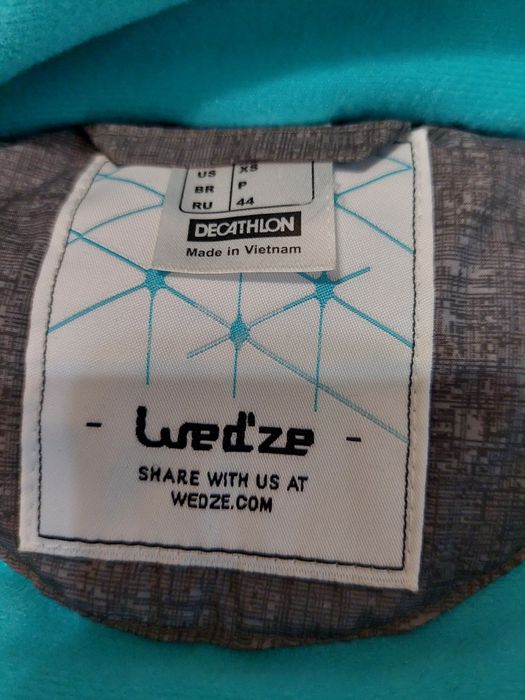 US XS
BR P
RU 44
DECATHLON
Made in Vietnam
- Wed'ze -
SHARE WITH US AT
WEDZE.COM